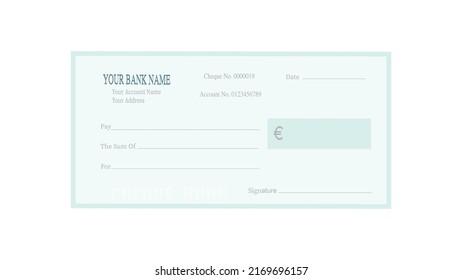 YOUR BANK NAME
Your Account Name
Your Address
Cheque No. 0000018
Account No. 0123456789
Date
Pay
€
The Sum Of
For
Signature
shutterstock.com · 2169696157